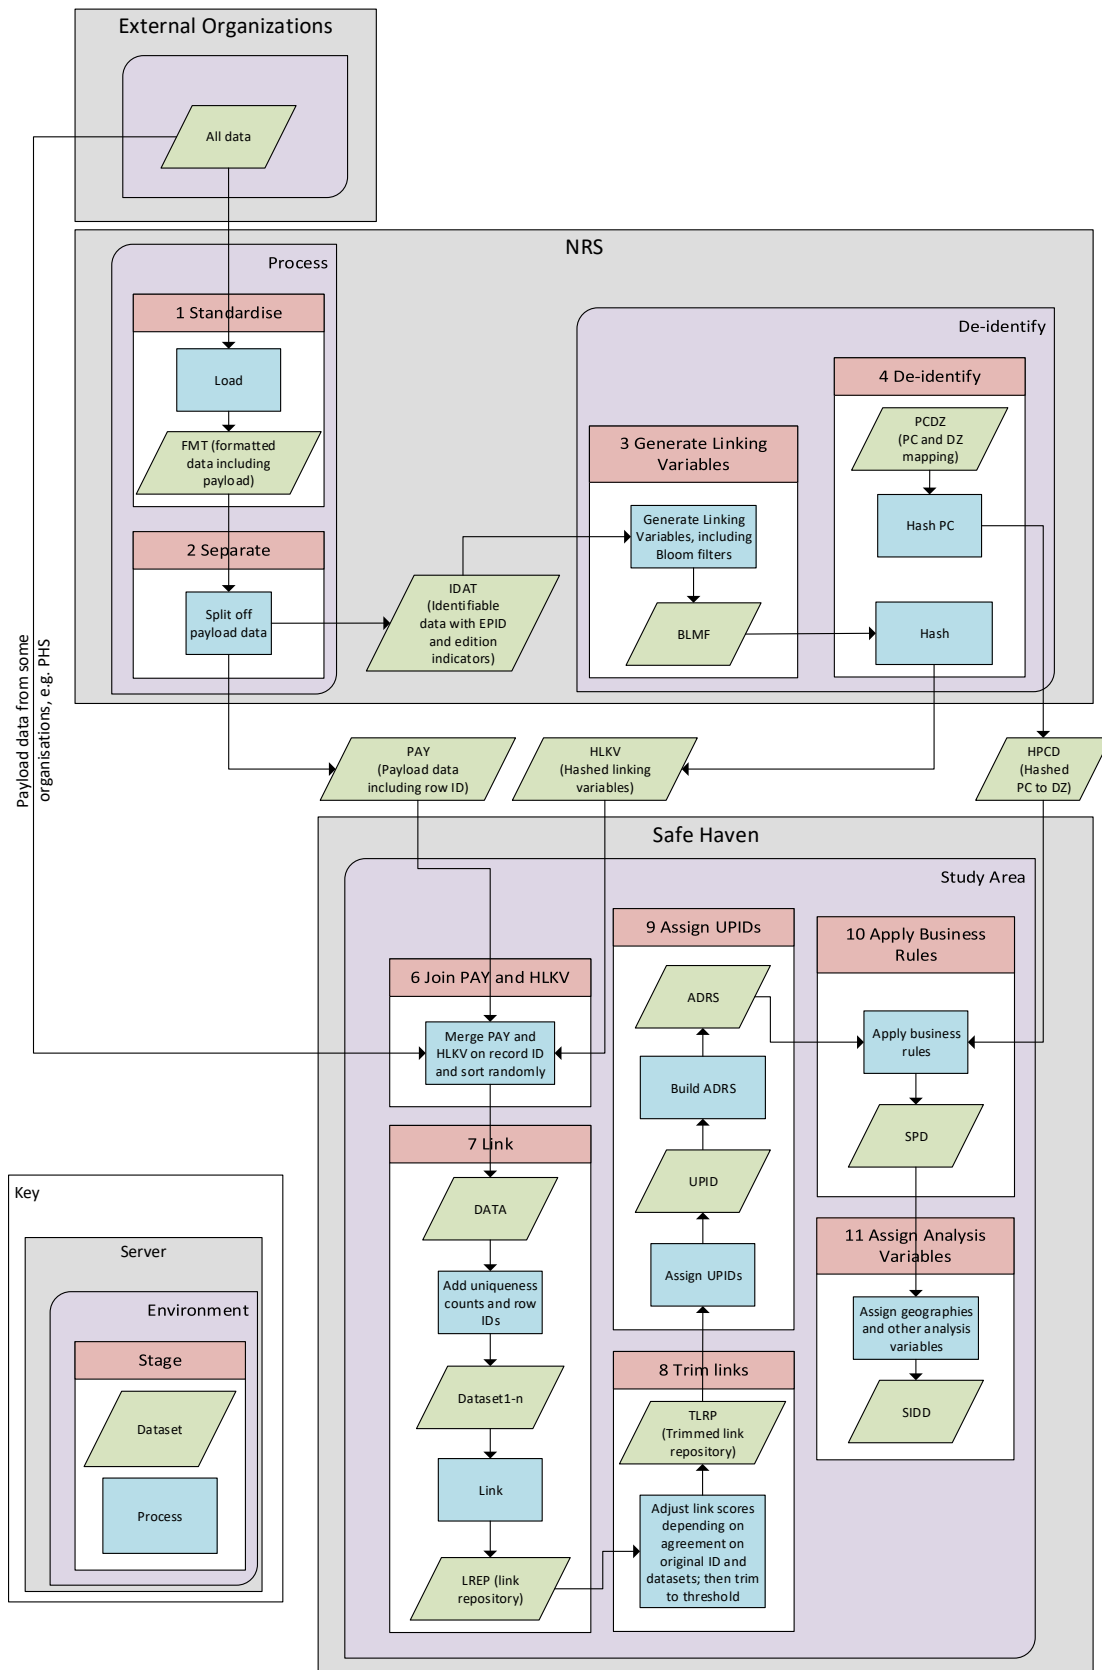 External Organizations
All data
NRS
Process
1 Standardise
Load
FMT (formatted
data including
payload)
2 Separate
Split off
payload data
IDAT
(Identifiable
data with EPID
and edition
indicators)
De-identify
3 Generate Linking
Variables
Generate Linking
Variables, including
Bloom filters
BLMF
4 De-identify
PCDZ
(PC and DZ
mapping)
Hash PC
Hash
Payload data from some
organisations, e.g. PHS
PAY
(Payload data
including row ID)
HLKV
(Hashed linking
variables)
HPCD
(Hashed
PC to DZ)
Safe Haven
Study Area
6 Join PAY and HLKV
Merge PAY and
HLKV on record ID
and sort randomly
7 Link
DATA
Add uniqueness
counts and row
IDs
Dataset1-n
Link
LREP (link
repository)
8 Trim links
TLRP
(Trimmed link
repository)
Adjust link scores
depending on
agreement on
original ID and
datasets; then trim
to threshold
9 Assign UPIDs
ADRS
Build ADRS
UPID
Assign UPIDs
10 Apply Business
Rules
Apply business
rules
SPD
11 Assign Analysis
Variables
Assign geographies
and other analysis
variables
SIDD
Key
Server
Environment
Stage
Dataset
Process